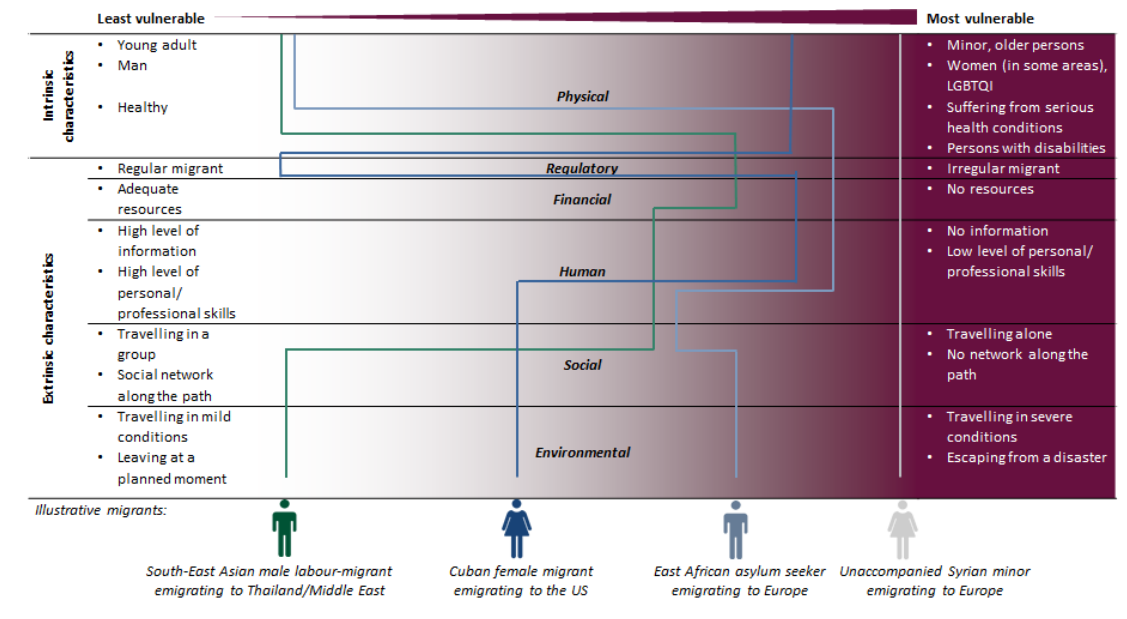 Least vulnerable
Most vulnerable
Intrinsic
characteristics
• Young adult
• Man
• Healthy
Physical
• Minor, older persons
• Women (in some areas),
LGBTQI
• Suffering from serious
health conditions
• Persons with disabilities
Extrinsic characteristics
• Regular migrant
Regulatory
• Irregular migrant
• Adequate
resources
Financial
• No resources
• High level of
information
• High level of
personal/
professional skills
Human
• No information
• Low level of personal/
professional skills
• Travelling in a
group
• Social network
along the path
Social
• Travelling alone
• No network along the
path
• Travelling in mild
conditions
• Leaving at a
planned moment
Environmental
• Travelling in severe
conditions
• Escaping from a disaster
Illustrative migrants:
South-East Asian male labour-migrant
emigrating to Thailand/Middle East
Cuban female migrant
emigrating to the US
East African asylum seeker
emigrating to Europe
Unaccompanied Syrian minor
emigrating to Europe